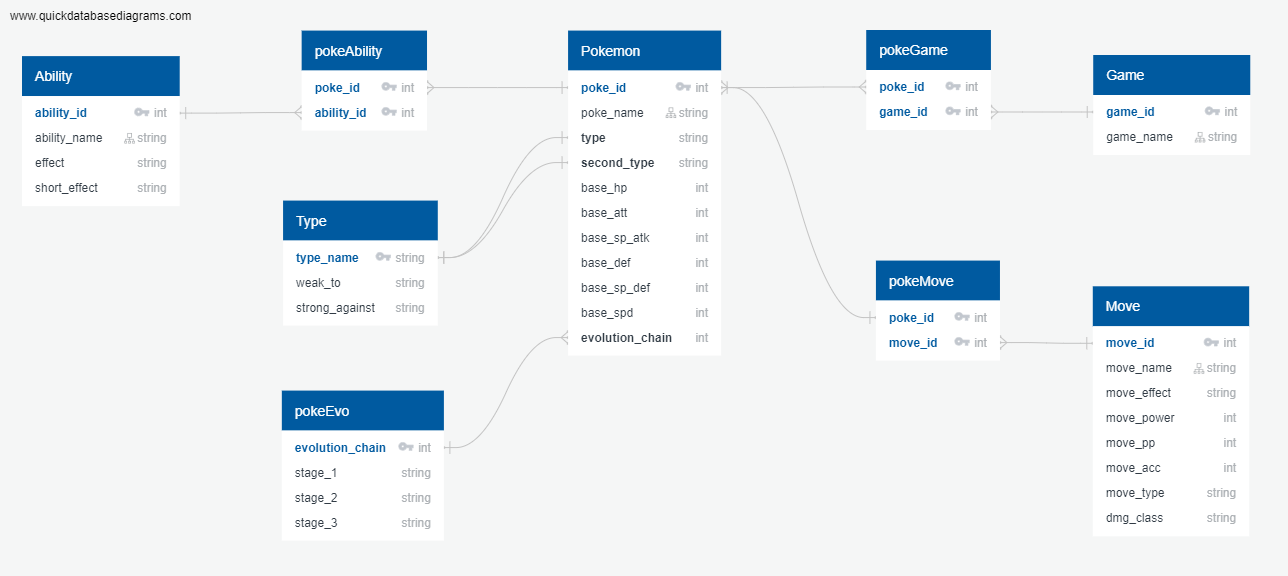 www.quickdatabasediagrams.com
Ability
ability_id int
ability_name string
effect string
short_effect string
pokeAbility
poke_id int
ability_id int
Type
type_name string
weak_to string
strong_against string
pokeEvo
evolution_chain int
stage_1 string
stage_2 string
stage_3 string
Pokemon
poke_id int
poke_name string
type string
second_type string
base_hp int
base_att int
base_sp_atk int
base_def int
base_sp_def int
base_spd int
evolution_chain int
pokeGame
poke_id int
game_id int
Game
game_id int
game_name string
pokeMove
poke_id int
move_id int
Move
move_id int
move_name string
move_effect string
move_power int
move_pp int
move_acc int
move_type string
dmg_class string